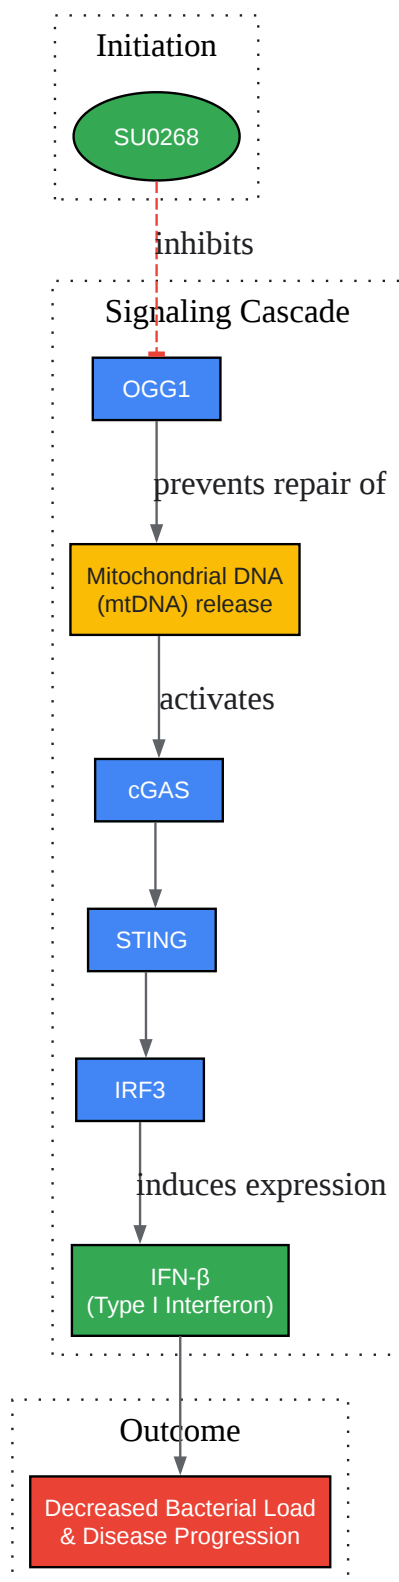 Initiation
SU0268
inhibits
Signaling Cascade
OGG1
prevents repair of
Mitochondrial DNA
(mtDNA) release
activates
cGAS
STING
IRF3
induces expression
IFN-β
(Type I Interferon)
Outcome
Decreased Bacterial Load
& Disease Progression